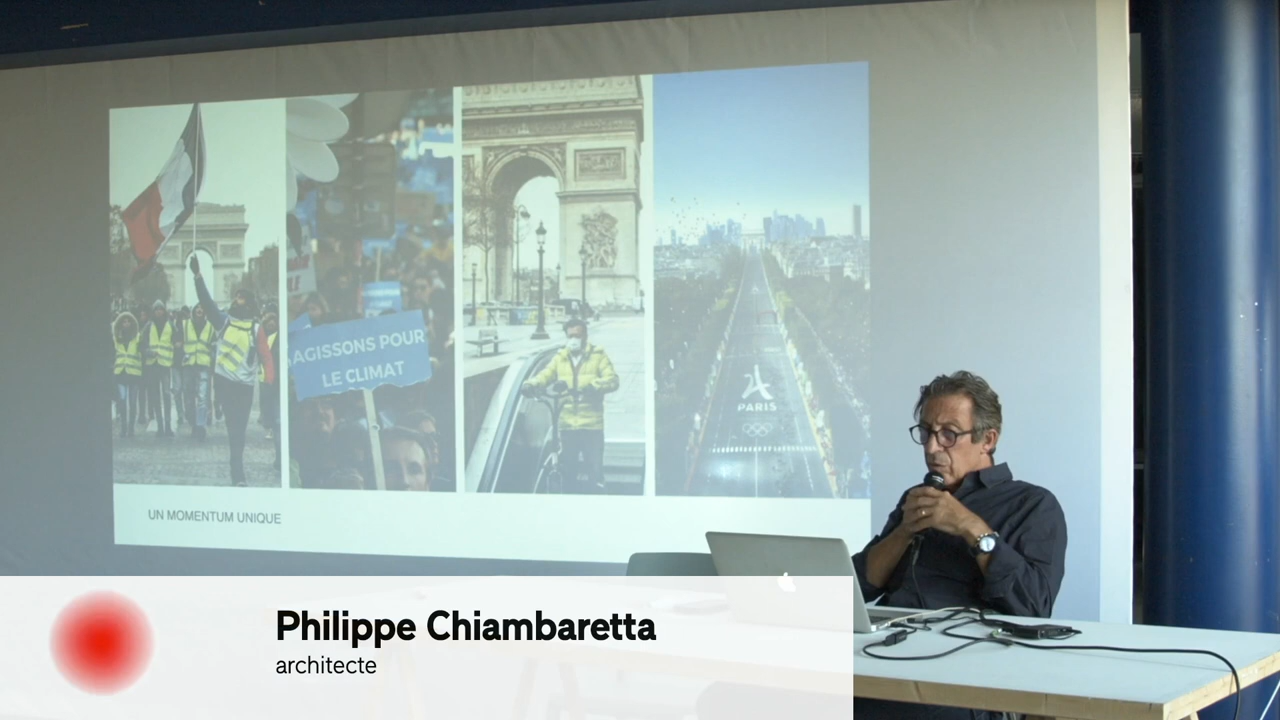 AGISSONS POUR
LE CLIMAT
PARIS
UN MOMENTUM UNIQUE
Philippe Chiambaretta
architecte